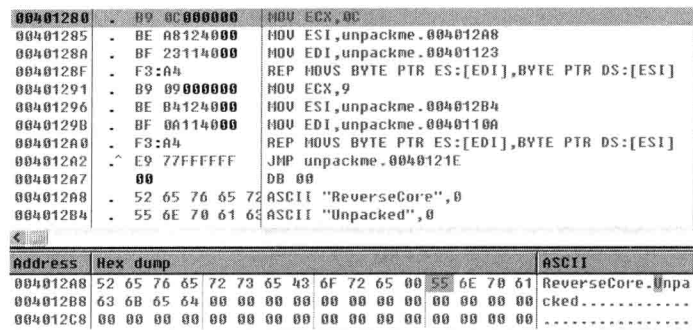 00401280 . B9 0C000000 MOV ECX,0C
00401285 . BE A8124000 MOV ESI,unpackme.004012A8
0040128A . BF 23114000 MOV EDI,unpackme.00401123
0040128F . F3:A4 REP MOVS BYTE PTR ES:[EDI],BYTE PTR DS:[ESI]
00401291 . B9 09000000 MOV ECX,9
00401296 . BE B4124000 MOV ESI,unpackme.004012B4
0040129B . BF 0A114000 MOV EDI,unpackme.0040110A
004012A0 . F3:A4 REP MOVS BYTE PTR ES:[EDI],BYTE PTR DS:[ESI]
004012A2 .^ E9 77FFFFFF JMP unpackme.0040121E
004012A7 00 DB 00
004012A8 . 52 65 76 65 72 ASCII "ReverseCore",0
004012B4 . 55 6E 70 61 63 ASCII "Unpacked",0
Address Hex dump ASCII
004012A8 52 65 76 65 72 73 65 43 6F 72 65 00 55 6E 70 61 ReverseCore.Unpa
004012B8 63 6B 65 64 00 00 00 00 00 00 00 00 00 00 00 00 cked............
004012C8 00 00 00 00 00 00 00 00 00 00 00 00 00 00 00 00 ................